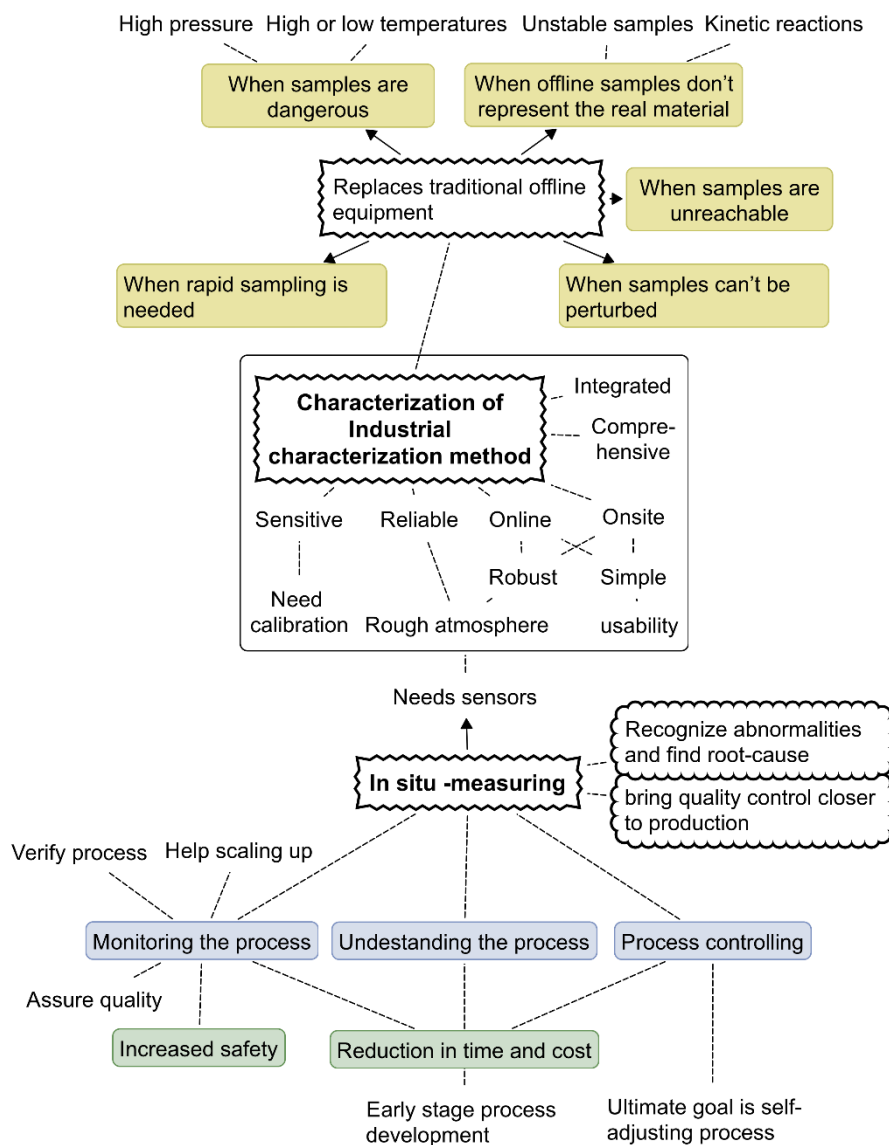 High pressure
High or low temperatures
Unstable samples
Kinetic reactions
When samples are
dangerous
When offline samples don't
represent the real material
Replaces traditional offline
equipment
When samples are
unreachable
When rapid sampling is
needed
When samples can't be
perturbed
Characterization of
Industrial
characterization method
Integrated
Compre-
hensive
Sensitive
Reliable
Online
Onsite
Robust
Simple
Need
calibration
Rough atmosphere
usability
Needs sensors
In situ -measuring
Recognize abnormalities
and find root-cause
bring quality control closer
to production
Verify process
Help scaling up
Monitoring the process
Undestanding the process
Process controlling
Assure quality
Increased safety
Reduction in time and cost
Early stage process
development
Ultimate goal is self-
adjusting process